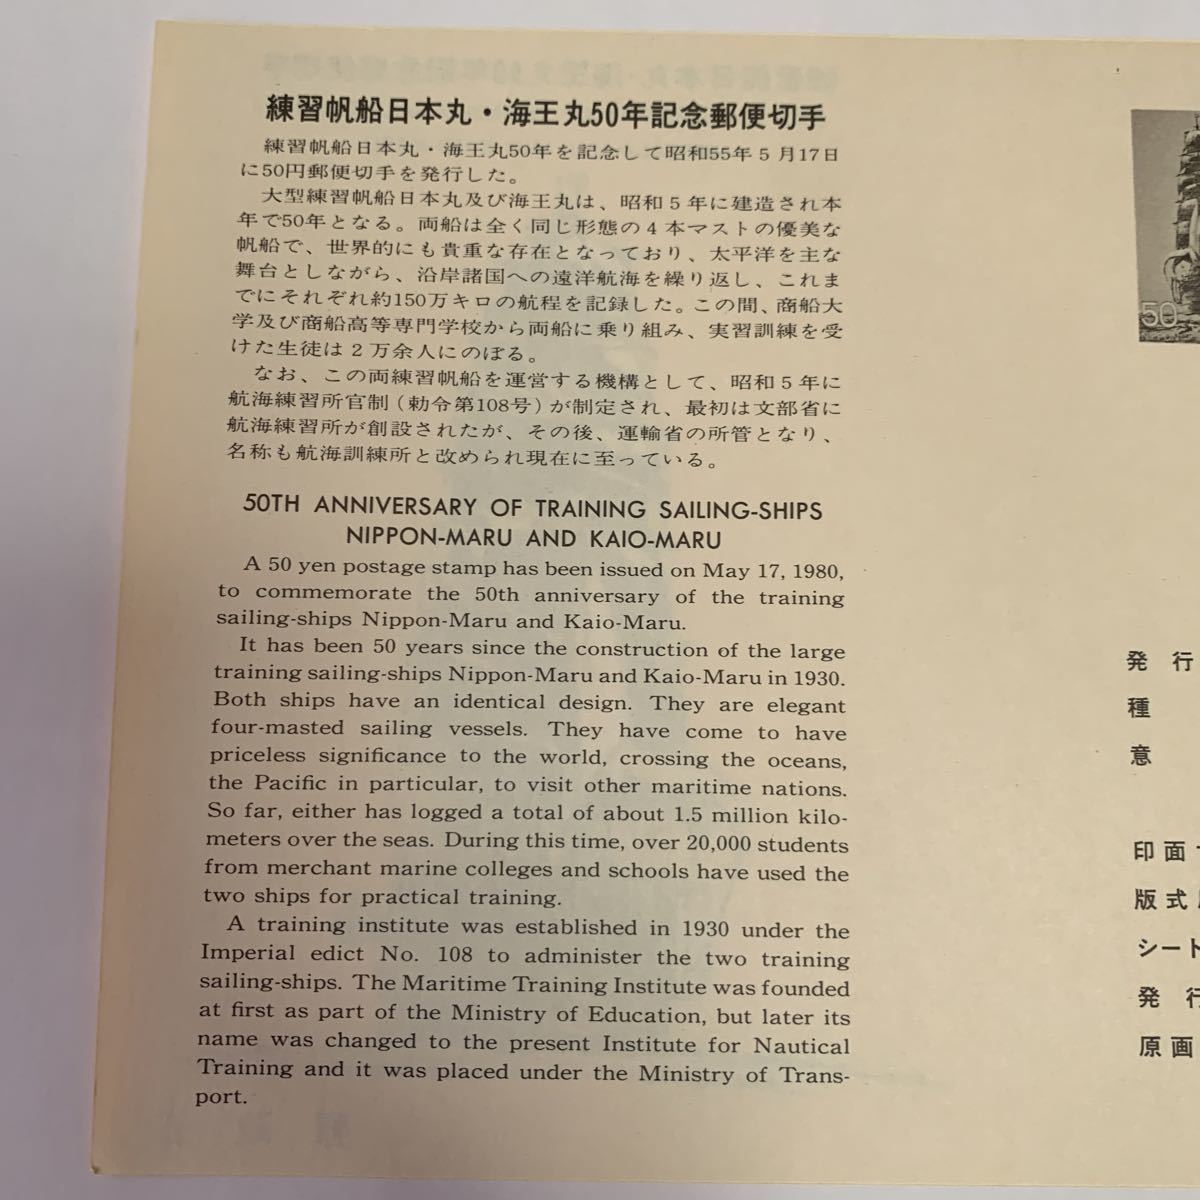 練習帆船日本丸・海王丸50年記念郵便切手
練習帆船日本丸・海王丸50年を記念して昭和55年5月17日
に50円郵便切手を発行した。
大型練習帆船日本丸及び海王丸は、昭和5年に建造され本
年で50年となる。両船は全く同じ形態の4本マストの優美な
帆船で、世界的にも貴重な存在となっており、太平洋を主な
舞台としながら、沿岸諸国への遠洋航海を繰り返し、これま
でにそれぞれ約150万キロの航程を記録した。この間、商船大
学及び商船高等専門学校から両船に乗り組み、実習訓練を受
けた生徒は2万余人にのぼる。
なお、この両練習帆船を運営する機構として、昭和5年に
航海練習所官制(勅令第108号)が制定され、最初は文部省に
航海練習所が創設されたが、その後、運輸省の所管となり、
名称も航海訓練所と改められ現在に至っている。
50TH ANNIVERSARY OF TRAINING SAILING-SHIPS
NIPPON-MARU AND KAIO-MARU
A 50 yen postage stamp has been issued on May 17, 1980,
to commemorate the 50th anniversary of the training
sailing-ships Nippon-Maru and Kaio-Maru.
It has been 50 years since the construction of the large
training sailing-ships Nippon-Maru and Kaio-Maru in 1930.
Both ships have an identical design. They are elegant
four-masted sailing vessels. They have come to have
priceless significance to the world, crossing the oceans,
the Pacific in particular, to visit other maritime nations.
So far, either has logged a total of about 1.5 million kilo-
meters over the seas. During this time, over 20,000 students
from merchant marine colleges and schools have used the
two ships for practical training.
A training institute was established in 1930 under the
Imperial edict No. 108 to administer the two training
sailing-ships. The Maritime Training Institute was founded
at first as part of the Ministry of Education, but later its
name was changed to the present Institute for Nautical
Training and it was placed under the Ministry of Trans-
port.
50
発行
種
意
印面
版式
シート
発行
原画